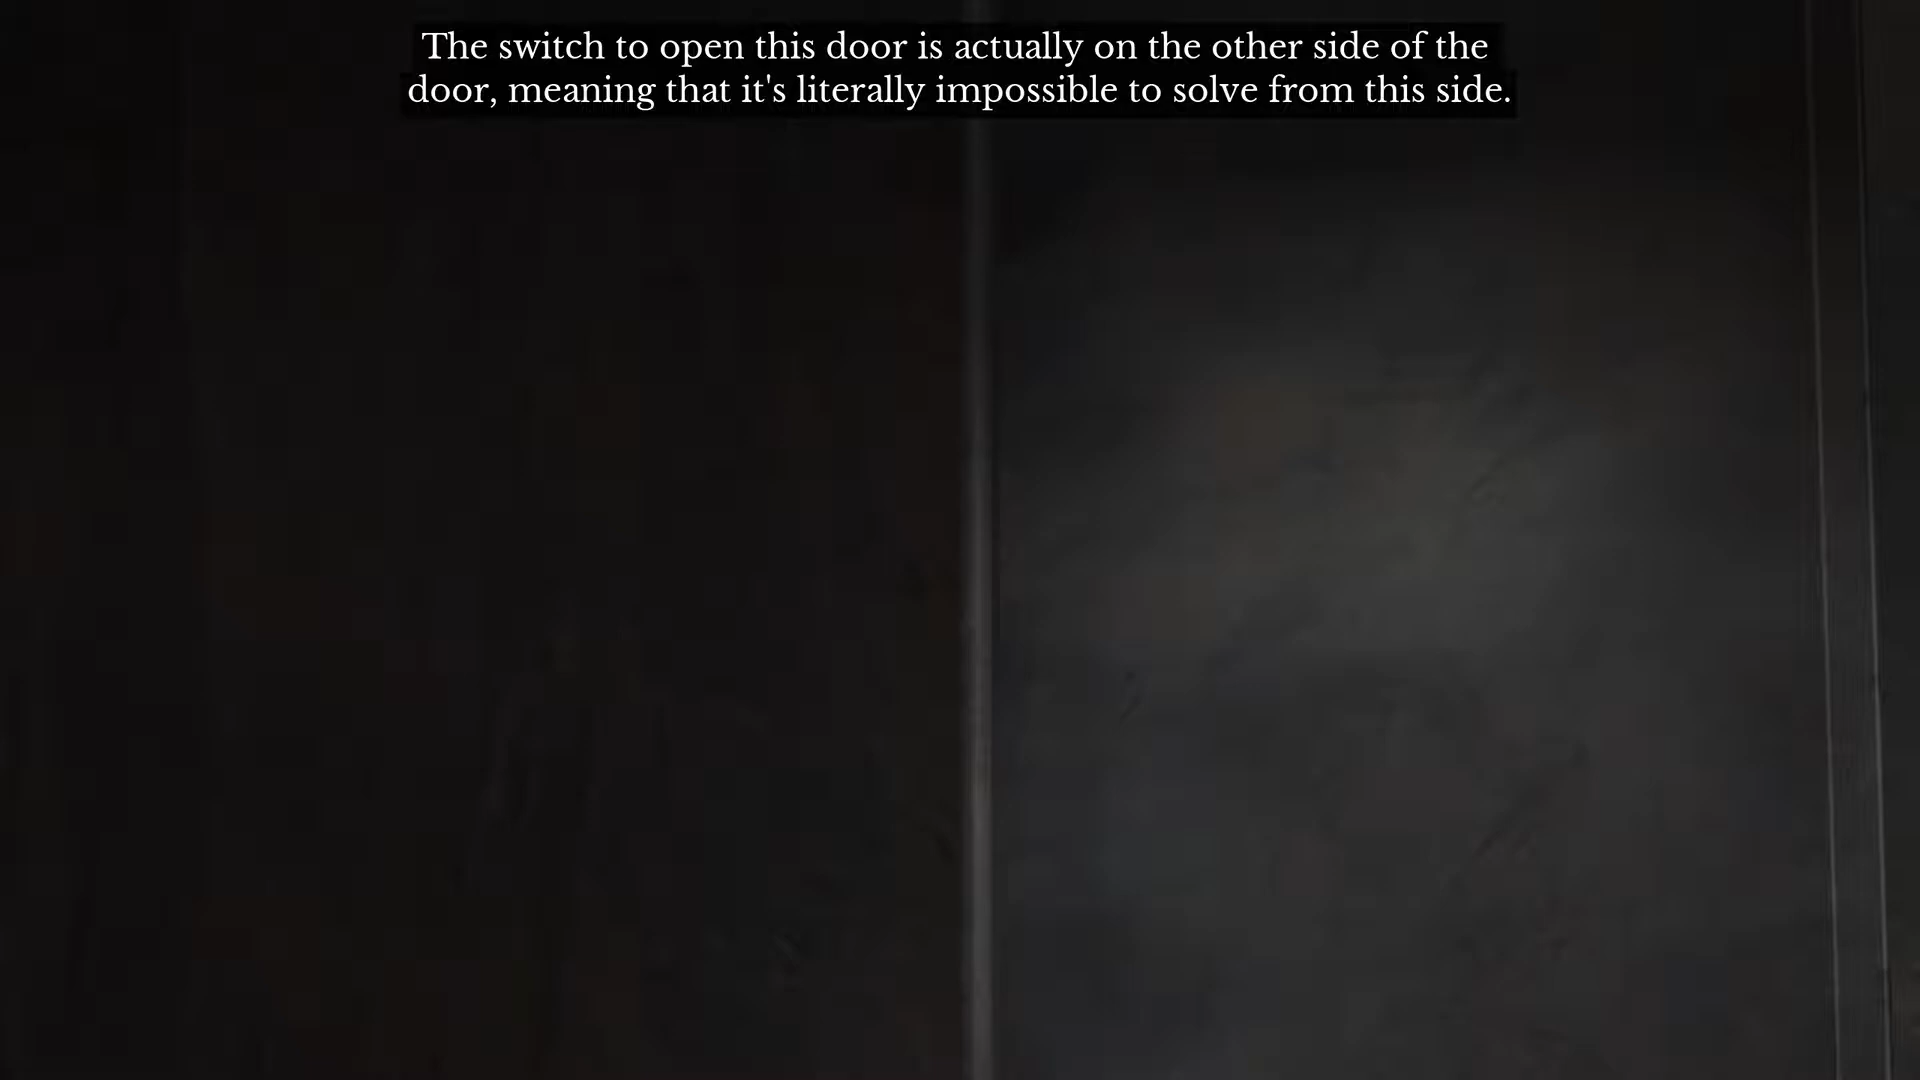 The switch to open this door is actually on the other side of the
door, meaning that it's literally impossible to solve from this side.